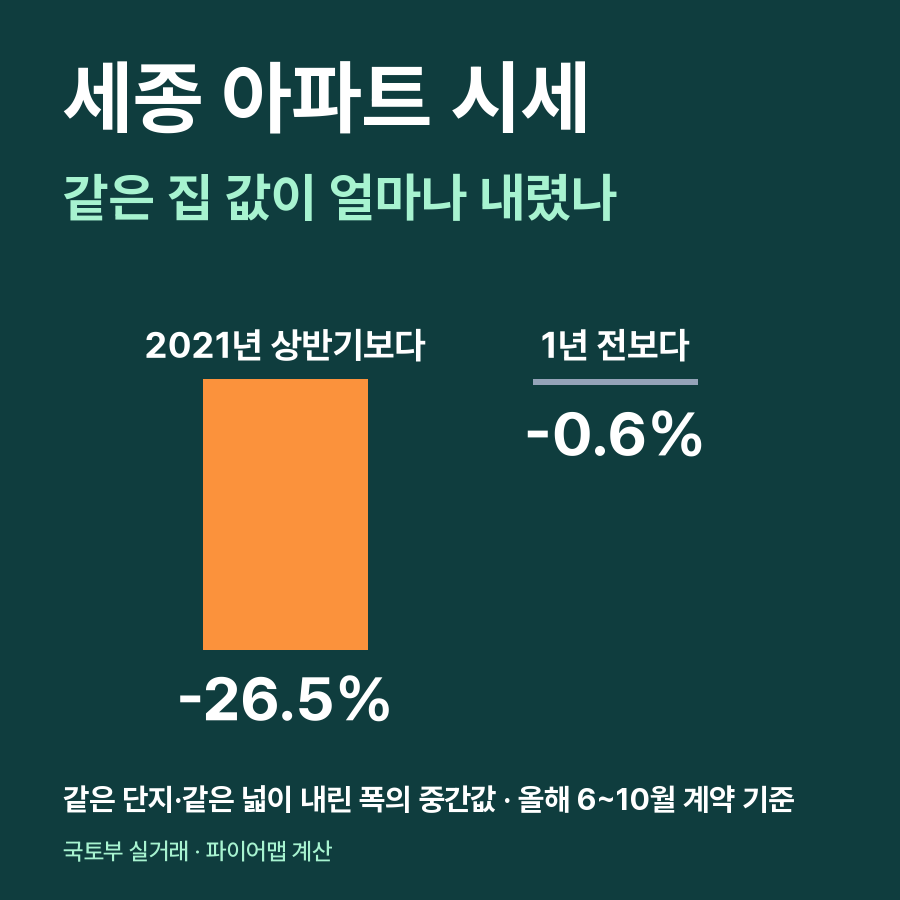 세종 아파트 시세
같은 집 값이 얼마나 내렸나
2021년 상반기보다
1년 전보다
-0.6%
-26.5%
같은 단지·같은 넓이 내린 폭의 중간값 · 올해 6~10월 계약 기준
국토부 실거래 · 파이어맵 계산